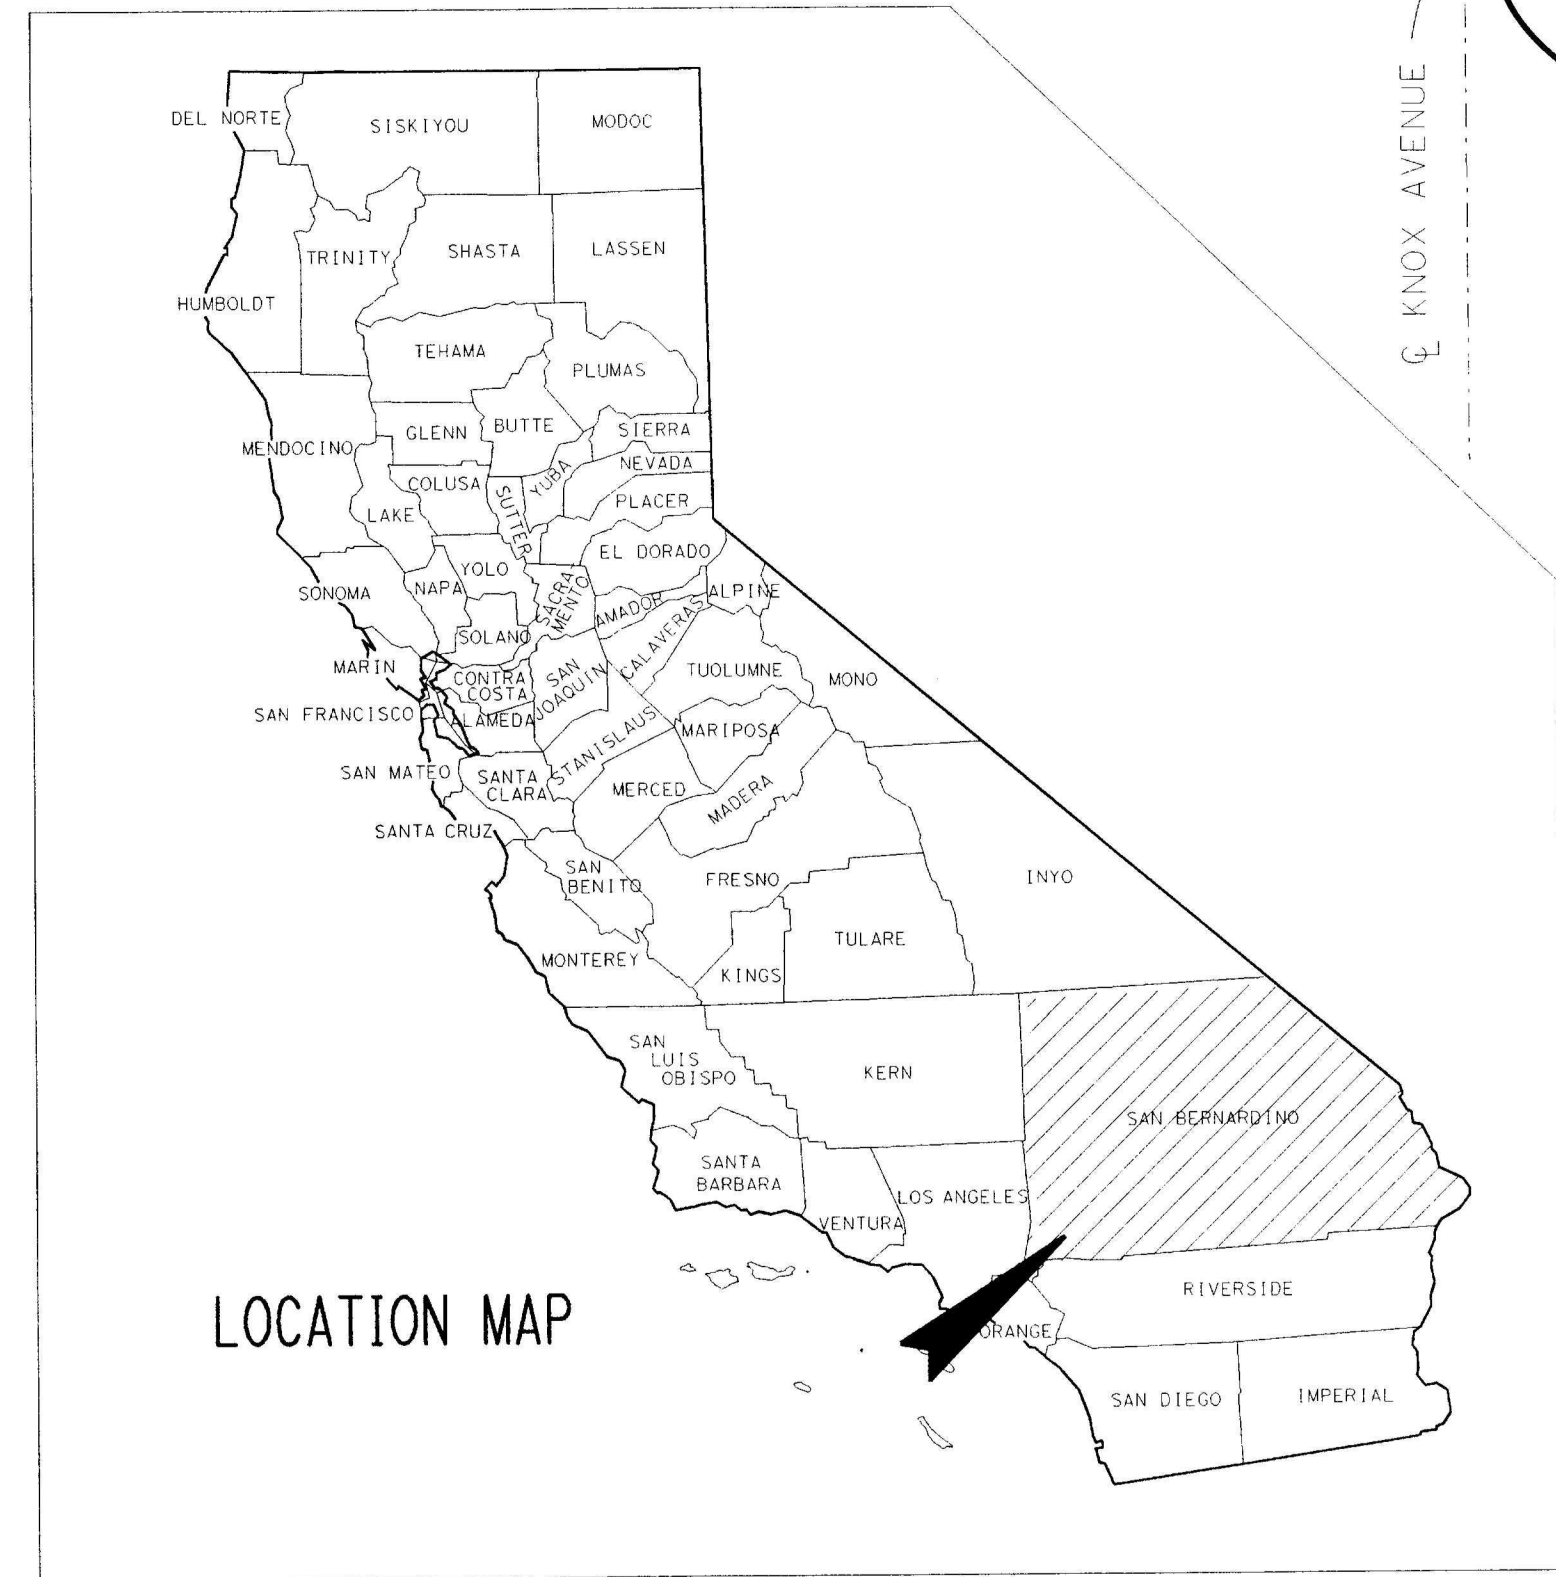 ℄ KNOX AVENUE
DEL NORTE
SISKIYOU
MODOC
TRINITY
SHASTA
LASSEN
HUMBOLDT
TEHAMA
PLUMAS
MENDOCINO
GLENN
BUTTE
SIERRA
YUBA
NEVADA
COLUSA
SUTTER
PLACER
LAKE
EL DORADO
SONOMA
NAPA
YOLO
SACRA-
MENTO
AMADOR
ALPINE
SOLANO
CALAVERAS
MARIN
CONTRA
COSTA
SAN
JOAQUIN
TUOLUMNE
MONO
SAN FRANCISCO
ALAMEDA
STANISLAUS
MARIPOSA
SAN MATEO
SANTA
CLARA
MERCED
MADERA
SANTA CRUZ
SAN
BENITO
FRESNO
INYO
MONTEREY
KINGS
TULARE
SAN
LUIS
OBISPO
KERN
SAN BERNARDINO
SANTA
BARBARA
VENTURA
LOS ANGELES
RIVERSIDE
ORANGE
LOCATION MAP
SAN DIEGO
IMPERIAL